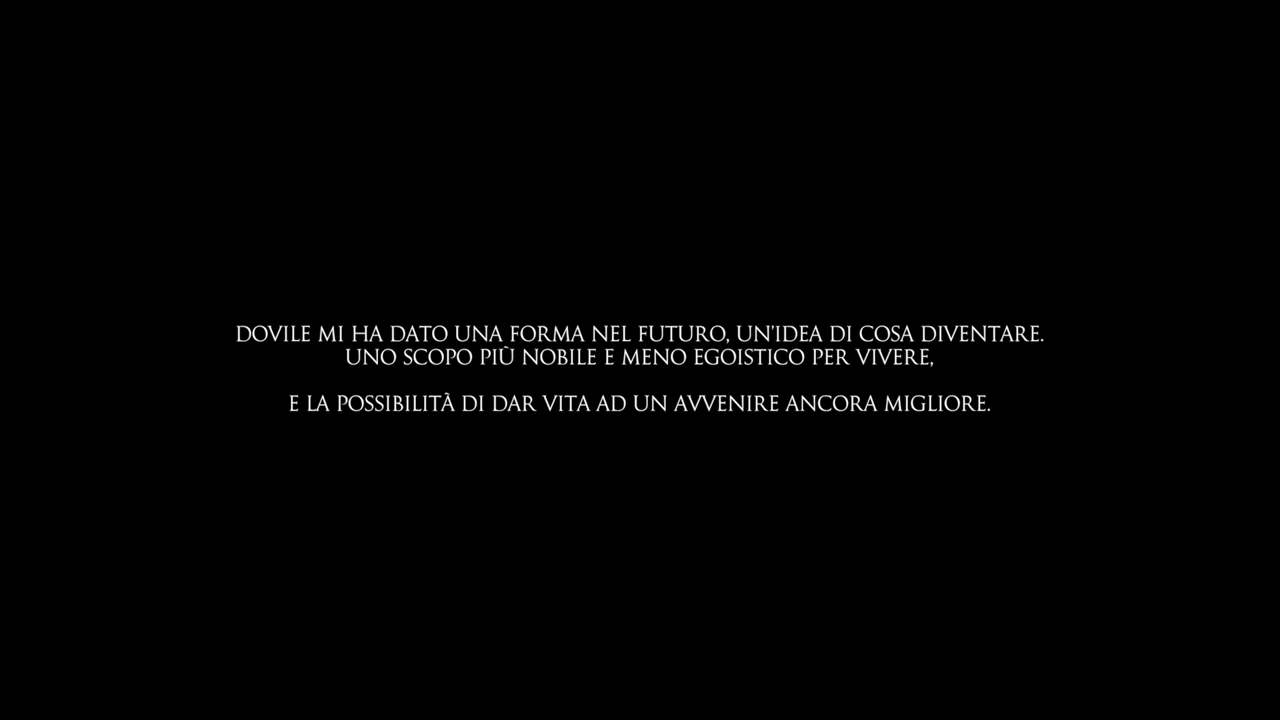 DOVILE MI HA DATO UNA FORMA NEL FUTURO, UN'IDEA DI COSA DIVENTARE.
UNO SCOPO PIÙ NOBILE E MENO EGOISTICO PER VIVERE,
E LA POSSIBILITÀ DI DAR VITA AD UN AVVENIRE ANCORA MIGLIORE.